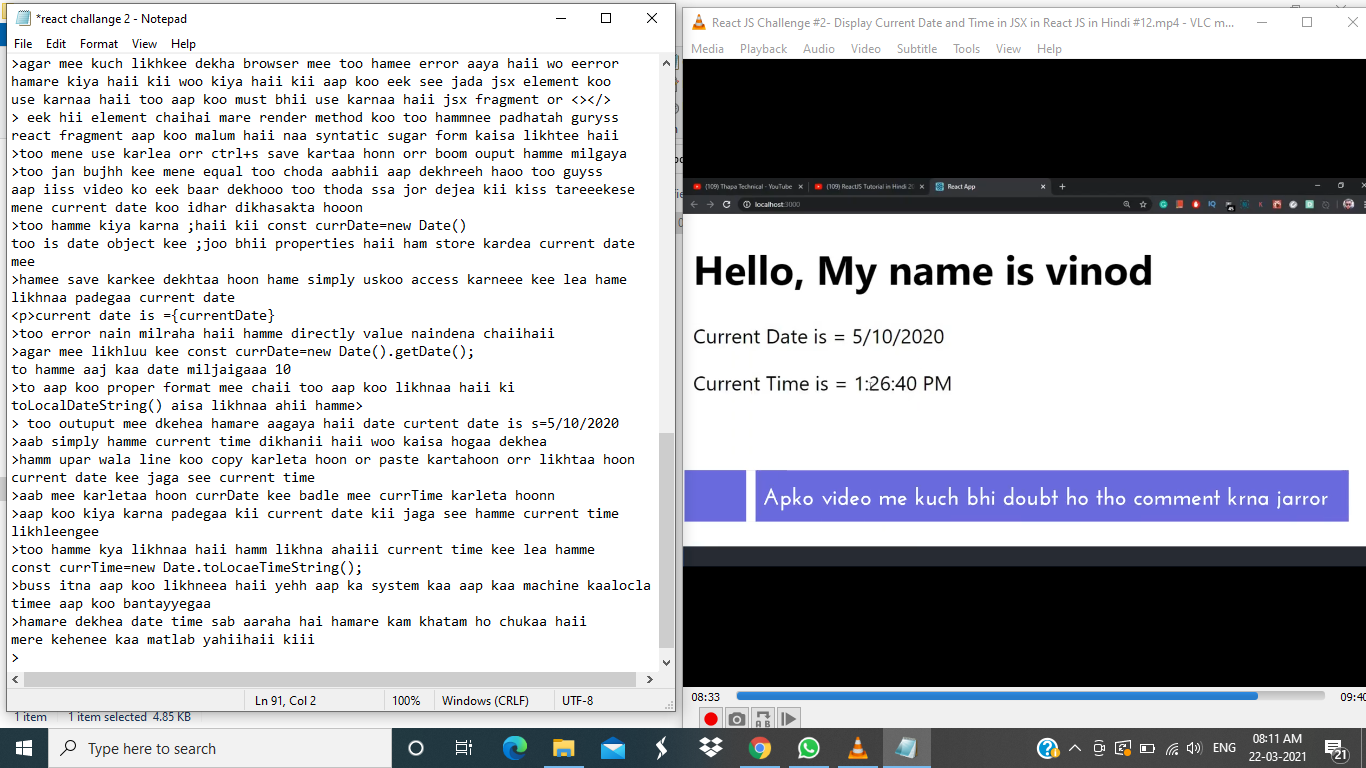 *react challange 2 - Notepad
File Edit Format View Help
>agar mee kuch likhkee dekha browser mee too hamee error aaya haii wo eerror
hamare kiya haii kii woo kiya haii kii aap koo eek see jada jsx element koo
use karnaa haii too aap koo must bhii use karnaa haii jsx fragment or <></>
> eek hii element chaihai mare render method koo too hammnee padhatah guryss
react fragment aap koo malum haii naa syntatic sugar form kaisa likhtee haii
>too mene use karlea orr ctrl+s save kartaa honn orr boom ouput hamme milgaya
>too jan bujhh kee mene equal too choda aabhii aap dekhreeh haoo too guyss
aap iiss video ko eek baar dekhooo too thoda ssa jor dejea kii kiss tareeekese
mene current date koo idhar dikhasakta hooon
>too hamme kiya karna ;haii kii const currDate=new Date()
too is date object kee ;joo bhii properties haii ham store kardea current date
mee
>hamee save karkee dekhtaa hoon hame simply uskoo access karneee kee lea hame
likhnaa padegaa current date
<p>current date is ={currentDate}
>too error nain milraha haii hamme directly value naindena chaiihaii
>agar mee likhluu kee const currDate=new Date().getDate();
to hamme aaj kaa date miljaigaaa 10
>to aap koo proper format mee chaii too aap koo likhnaa haii ki
toLocalDateString() aisa likhnaa ahii hamme>
> too outuput mee dkehea hamare aagaya haii date curtent date is s=5/10/2020
>aab simply hamme current time dikhanii haii woo kaisa hogaa dekhea
>hamm upar wala line koo copy karleta hoon or paste kartahoon orr likhtaa hoon
current date kee jaga see current time
>aab mee karletaa hoon currDate kee badle mee currTime karleta hoonn
>aap koo kiya karna padegaa kii current date kii jaga see hamme current time
likhleengee
>too hamme kya likhnaa haii hamm likhna ahaiii current time kee lea hamme
const currTime=new Date.toLocaeTimeString();
>buss itna aap koo likhneea haii yehh aap ka system kaa aap kaa machine kaalocla
timee aap koo bantayyegaa
>hamare dekhea date time sab aaraha hai hamare kam khatam ho chukaa haii
mere kehenee kaa matlab yahiihaii kiii
>
Ln 91, Col 2 100% Windows (CRLF) UTF-8
1 item 1 item selected 4.85 KB
React JS Challenge #2- Display Current Date and Time in JSX in React JS in Hindi #12.mp4 - VLC m...
Media Playback Audio Video Subtitle Tools View Help
(109) Thapa Technical - YouTube (109) ReactJS Tutorial in Hindi 2 React App
localhost:3000
Hello, My name is vinod
Current Date is = 5/10/2020
Current Time is = 1:26:40 PM
Apko video me kuch bhi doubt ho tho comment krna jarror
08:33 09:40
Type here to search
ENG
08:11 AM
22-03-2021
21